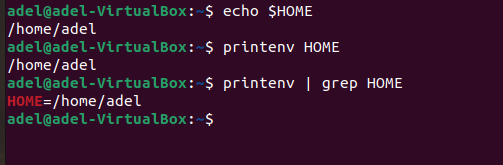 adel@adel-VirtualBox:~$ echo $HOME
/home/adel
adel@adel-VirtualBox:~$ printenv HOME
/home/adel
adel@adel-VirtualBox:~$ printenv | grep HOME
HOME=/home/adel
adel@adel-VirtualBox:~$